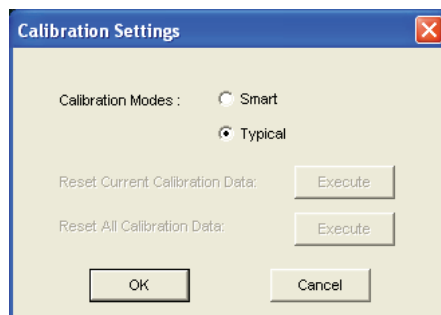 Calibration Settings
Calibration Modes : Smart
Typical
Reset Current Calibration Data: Execute
Reset All Calibration Data: Execute
OK Cancel